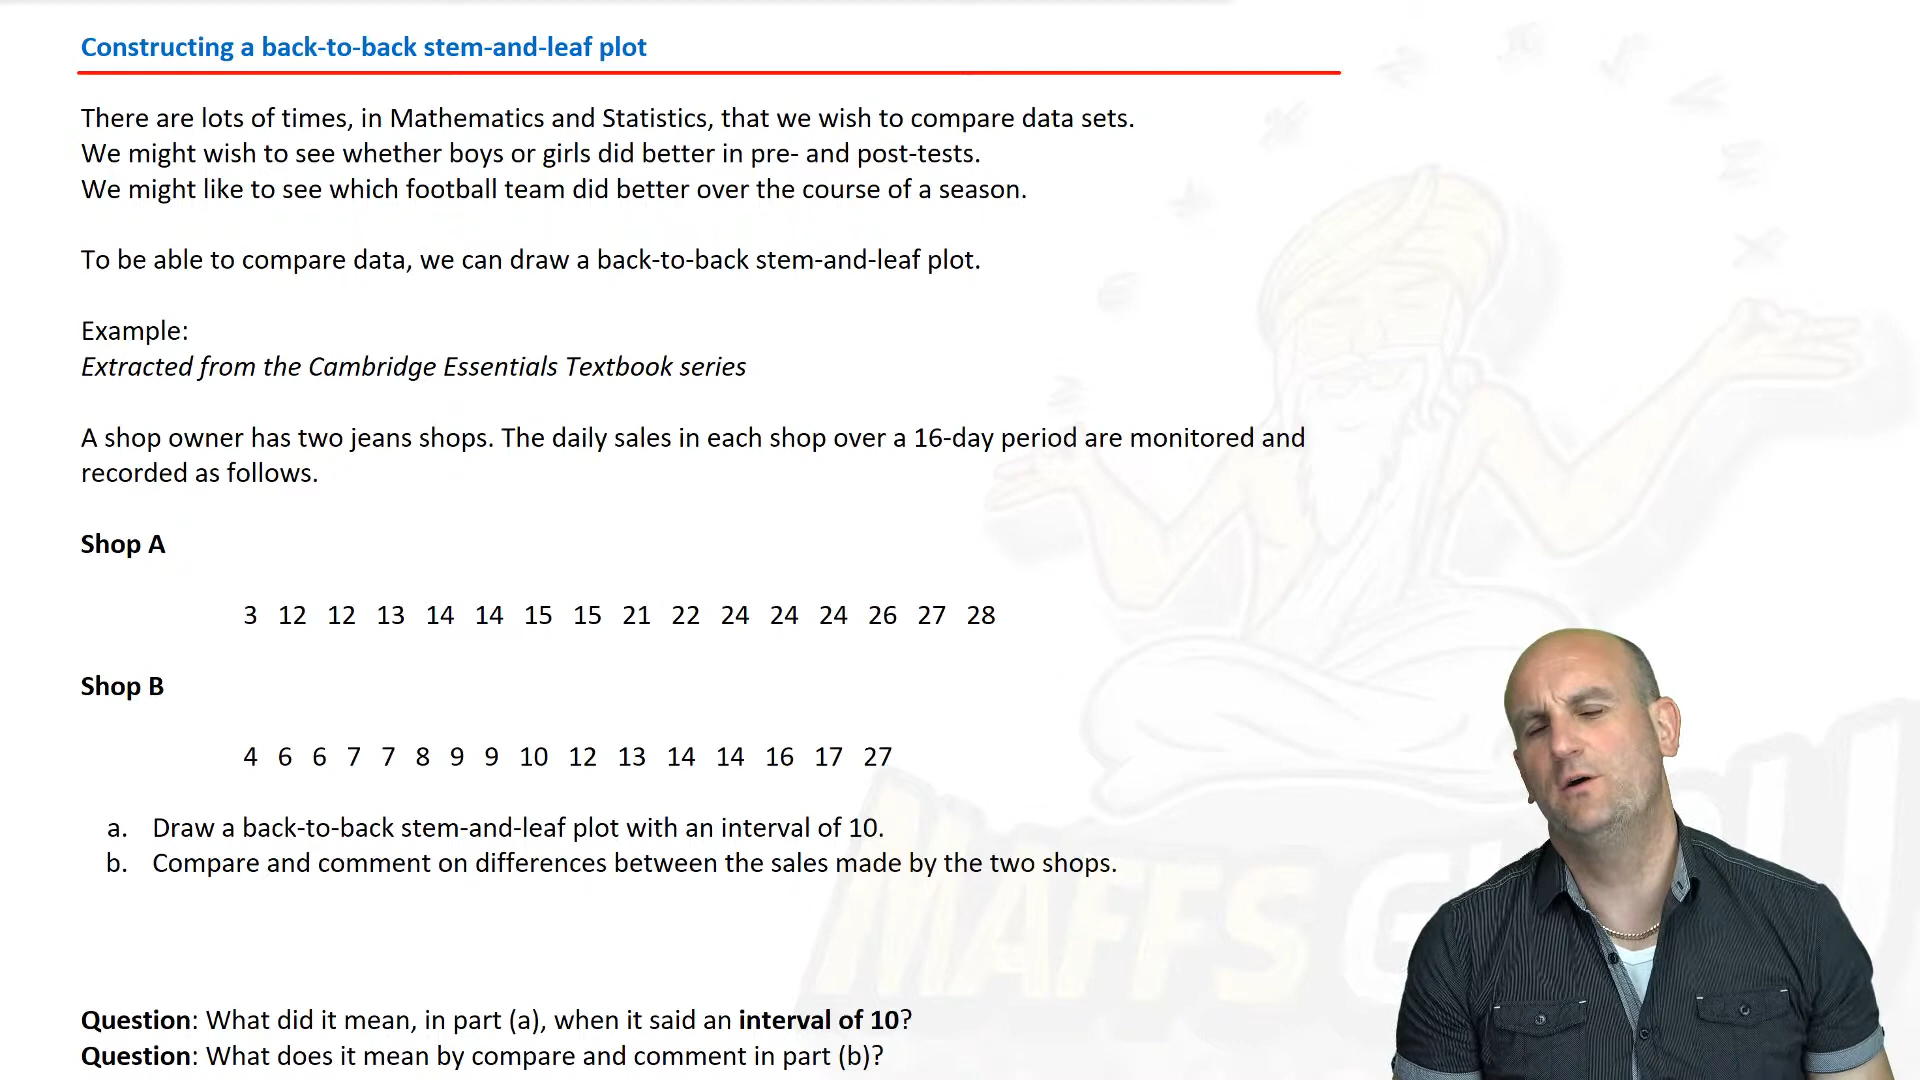 Constructing a back-to-back stem-and-leaf plot
There are lots of times, in Mathematics and Statistics, that we wish to compare data sets.
We might wish to see whether boys or girls did better in pre- and post-tests.
We might like to see which football team did better over the course of a season.
To be able to compare data, we can draw a back-to-back stem-and-leaf plot.
Example:
Extracted from the Cambridge Essentials Textbook series
A shop owner has two jeans shops. The daily sales in each shop over a 16-day period are monitored and
recorded as follows.
Shop A
3 12 12 13 14 14 15 15 21 22 24 24 24 26 27 28
Shop B
4 6 6 7 7 8 9 9 10 12 13 14 14 16 17 27
a. Draw a back-to-back stem-and-leaf plot with an interval of 10.
b. Compare and comment on differences between the sales made by the two shops.
MAFFS G U
Question: What did it mean, in part (a), when it said an interval of 10?
Question: What does it mean by compare and comment in part (b)?